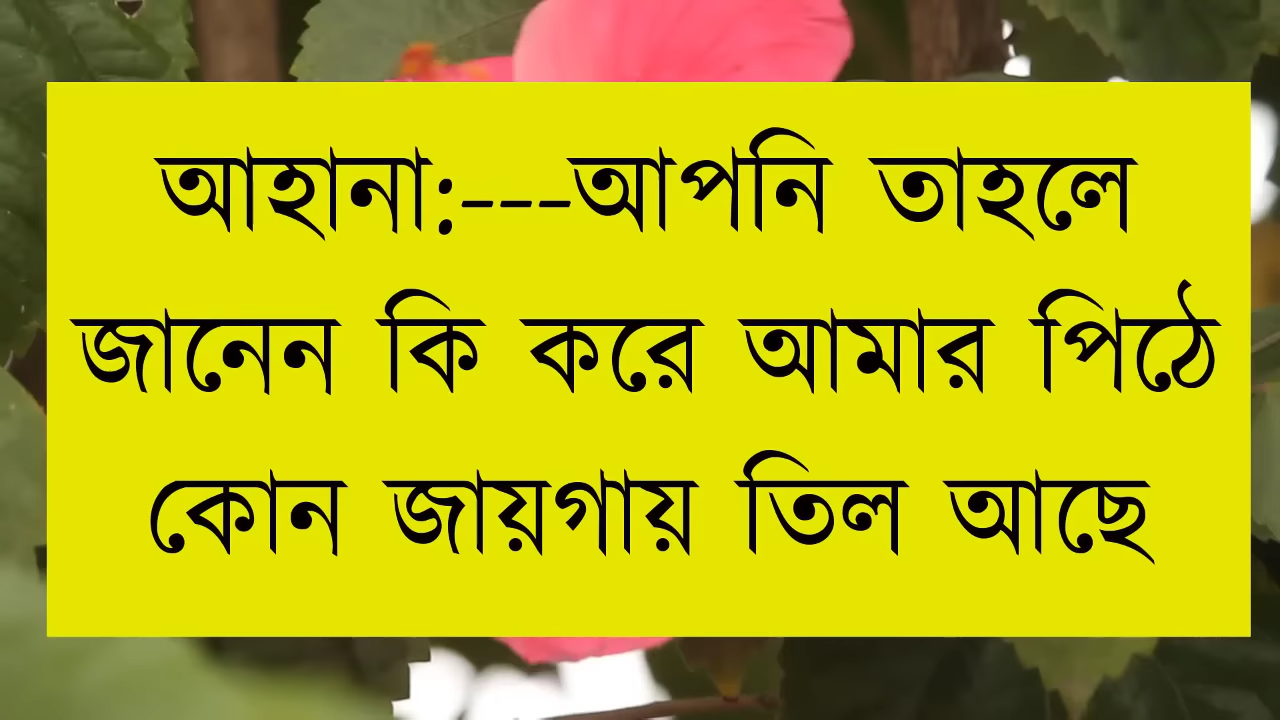 আহানা:---আপনি তাহলে
জানেন কি করে আমার পিঠে
কোন জায়গায় তিল আছে